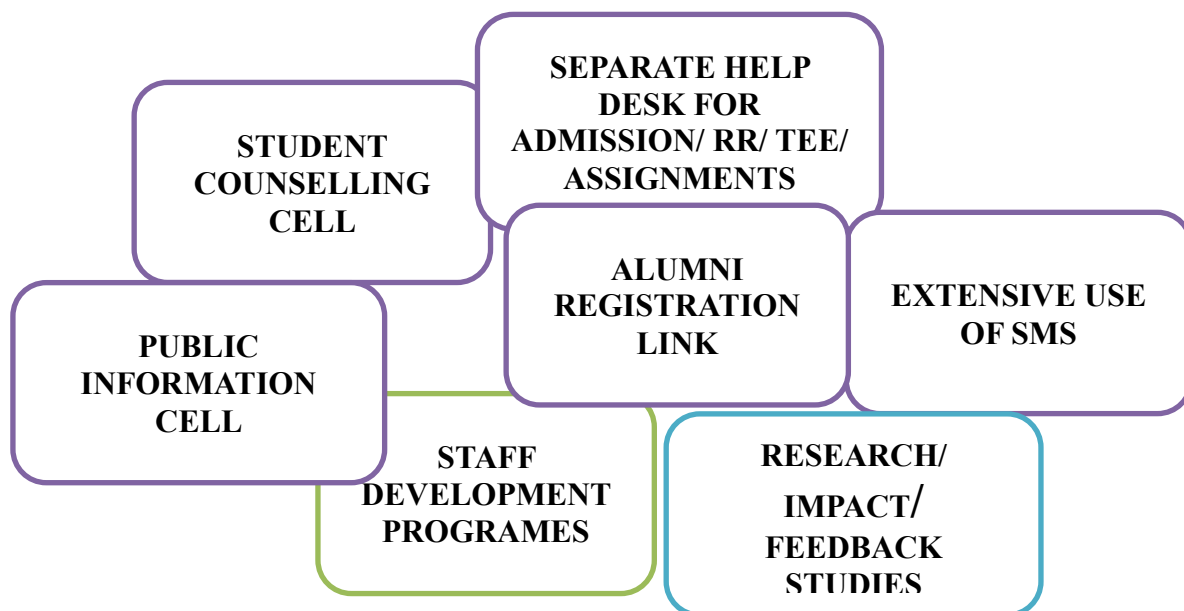 SEPARATE HELP
DESK FOR
ADMISSION/ RR/ TEE/
ASSIGNMENTS
STUDENT
COUNSELLING
CELL
ALUMNI
REGISTRATION
LINK
EXTENSIVE USE
OF SMS
PUBLIC
INFORMATION
CELL
STAFF
DEVELOPMENT
PROGRAMES
RESEARCH/
IMPACT/
FEEDBACK
STUDIES